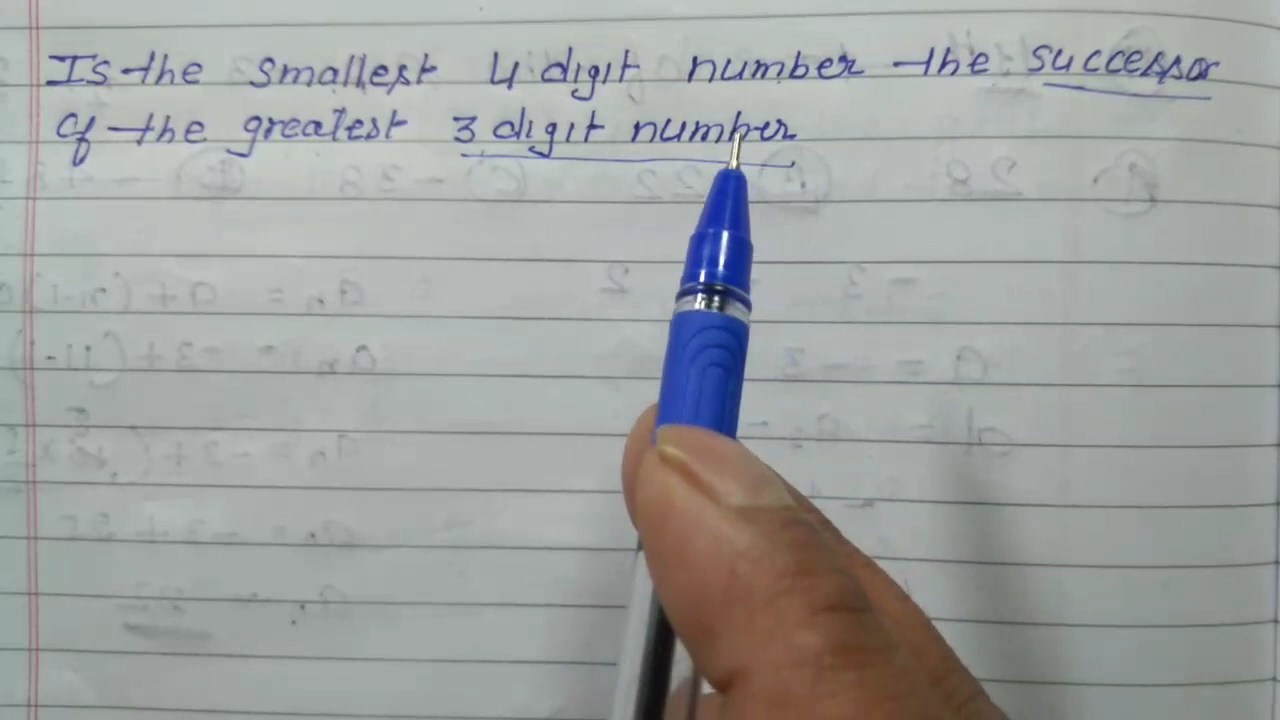 Is the smallest 4 digit number the successor
of the greatest 3 digit number